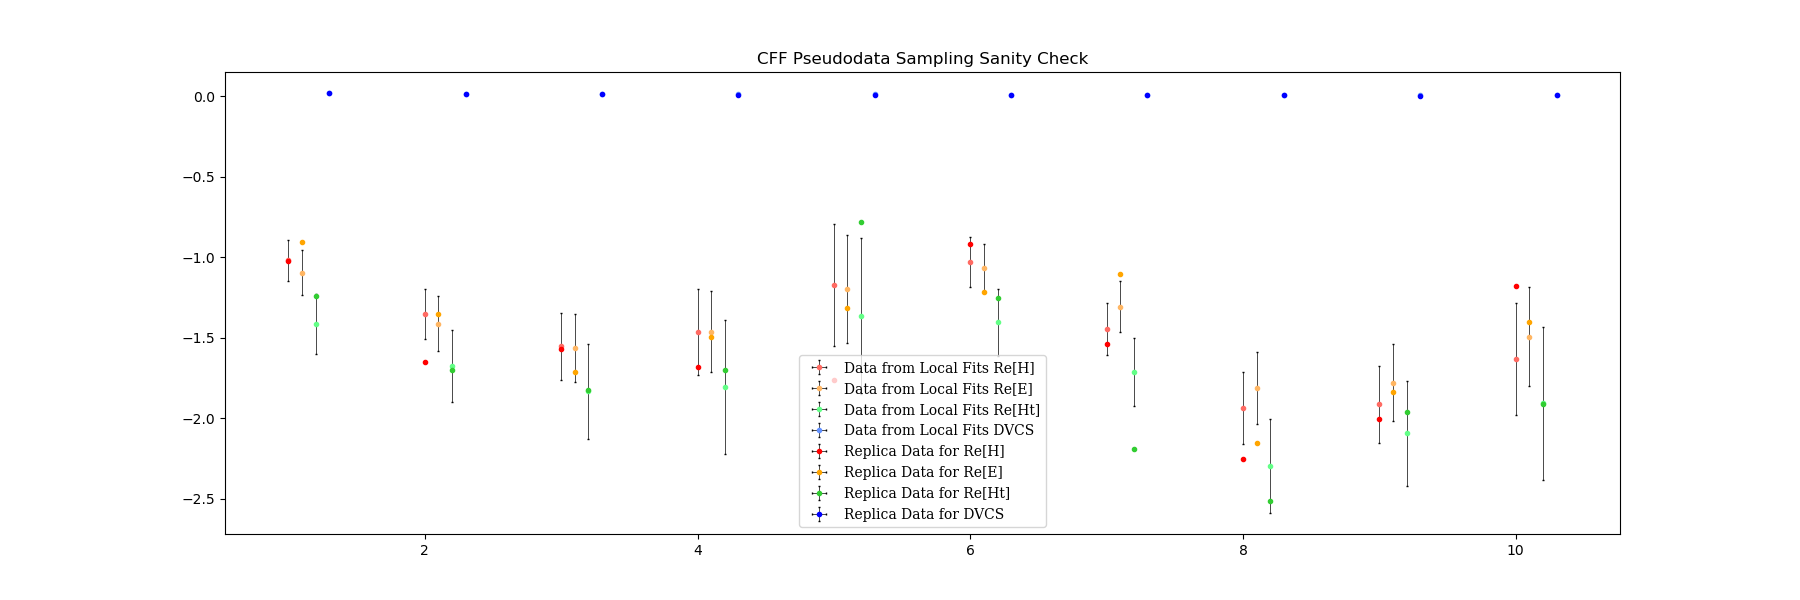 CFF Pseudodata Sampling Sanity Check
0.0
−0.5
−1.0
−1.5
−2.0
−2.5
Data from Local Fits Re[H]
Data from Local Fits Re[E]
Data from Local Fits Re[Ht]
Data from Local Fits DVCS
Replica Data for Re[H]
Replica Data for Re[E]
Replica Data for Re[Ht]
Replica Data for DVCS
2 4 6 8 10